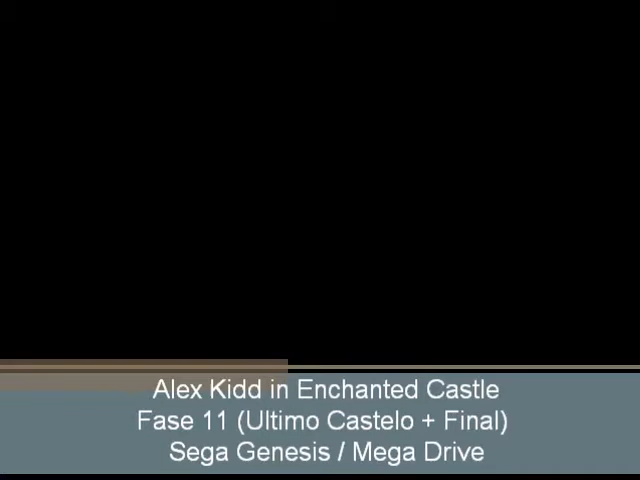 Alex Kidd in Enchanted Castle
Fase 11 (Ultimo Castelo + Final)
Sega Genesis / Mega Drive